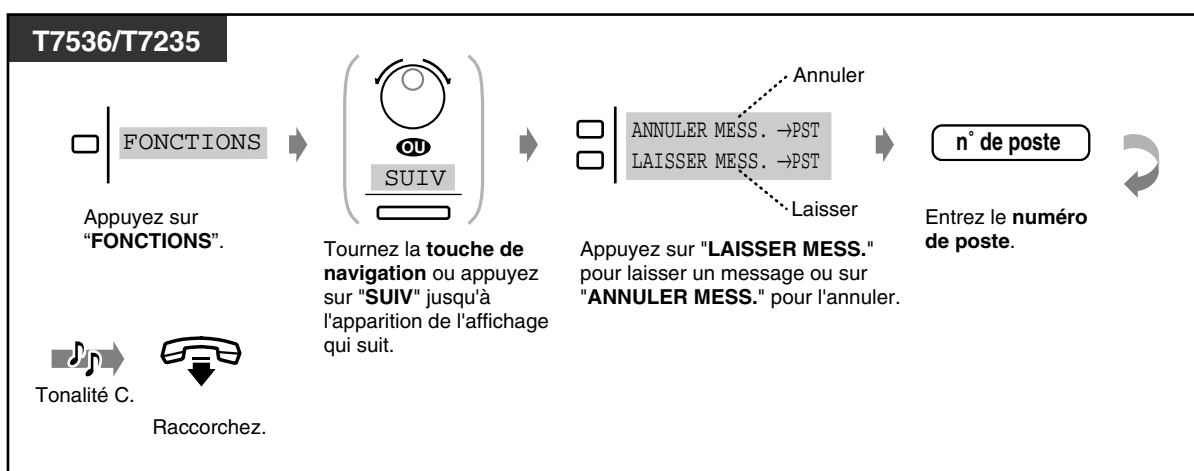 T7536/T7235
FONCTIONS
Appuyez sur
“FONCTIONS”.
OU
SUIV
Tournez la touche de
navigation ou appuyez
sur "SUIV" jusqu'à
l'apparition de l'affichage
qui suit.
Annuler
ANNULER MESS. →PST
LAISSER MESS. →PST
Laisser
Appuyez sur "LAISSER MESS."
pour laisser un message ou sur
"ANNULER MESS." pour l'annuler.
n° de poste
Entrez le numéro
de poste.
Tonalité C.
Raccorchez.